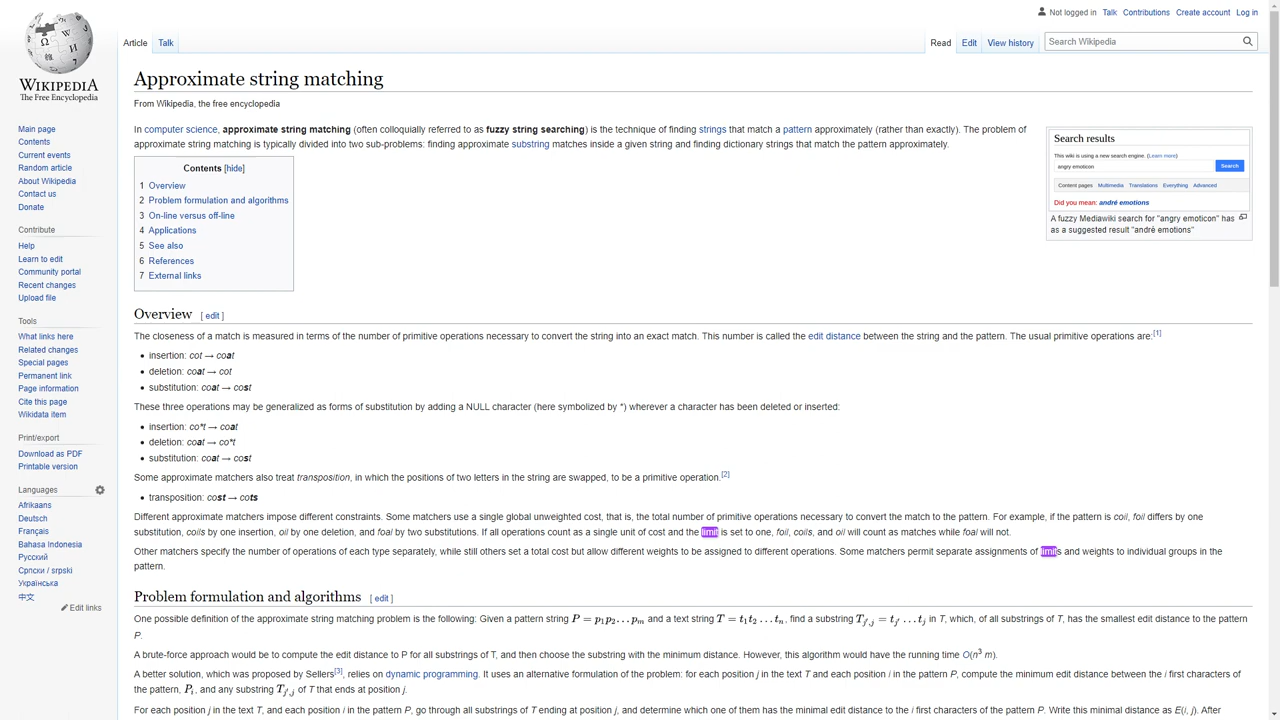 Not logged in Talk Contributions Create account Log in
Article Talk Read Edit View history Search Wikipedia
WIKIPEDIA
The Free Encyclopedia
Main page
Contents
Current events
Random article
About Wikipedia
Contact us
Donate
Contribute
Help
Learn to edit
Community portal
Recent changes
Upload file
Tools
What links here
Related changes
Special pages
Permanent link
Page information
Cite this page
Wikidata item
Print/export
Download as PDF
Printable version
Languages
Afrikaans
Deutsch
Français
Bahasa Indonesia
Русский
Српски / srpski
Українська
中文
Edit links
Approximate string matching
From Wikipedia, the free encyclopedia
In computer science, approximate string matching (often colloquially referred to as fuzzy string searching) is the technique of finding strings that match a pattern approximately (rather than exactly). The problem of
approximate string matching is typically divided into two sub-problems: finding approximate substring matches inside a given string and finding dictionary strings that match the pattern approximately.
Search results
This wiki is using a new search engine. (Learn more)
angry emoticon Search
Content pages Multimedia Translations Everything Advanced
Did you mean: andré emotions
A fuzzy Mediawiki search for "angry emoticon" has
as a suggested result "andré emotions"
Contents [hide]
1 Overview
2 Problem formulation and algorithms
3 On-line versus off-line
4 Applications
5 See also
6 References
7 External links
Overview [ edit ]
The closeness of a match is measured in terms of the number of primitive operations necessary to convert the string into an exact match. This number is called the edit distance between the string and the pattern. The usual primitive operations are:[1]
• insertion: cot → coat
• deletion: coat → cot
• substitution: coat → cost
These three operations may be generalized as forms of substitution by adding a NULL character (here symbolized by *) wherever a character has been deleted or inserted:
• insertion: co*t → coat
• deletion: coat → co*t
• substitution: coat → cost
Some approximate matchers also treat transposition, in which the positions of two letters in the string are swapped, to be a primitive operation.[2]
• transposition: cost → cots
Different approximate matchers impose different constraints. Some matchers use a single global unweighted cost, that is, the total number of primitive operations necessary to convert the match to the pattern. For example, if the pattern is coil, foil differs by one
substitution, coils by one insertion, oil by one deletion, and foal by two substitutions. If all operations count as a single unit of cost and the limit is set to one, foil, coils, and oil will count as matches while foal will not.
Other matchers specify the number of operations of each type separately, while still others set a total cost but allow different weights to be assigned to different operations. Some matchers permit separate assignments of limits and weights to individual groups in the
pattern.
Problem formulation and algorithms [ edit ]
One possible definition of the approximate string matching problem is the following: Given a pattern string P = p₁p₂…pₘ and a text string T = t₁t₂…tₙ, find a substring T_{j',j} = t_{j'}…t_j in T, which, of all substrings of T, has the smallest edit distance to the pattern
P.
A brute-force approach would be to compute the edit distance to P for all substrings of T, and then choose the substring with the minimum distance. However, this algorithm would have the running time O(n³ m).
A better solution, which was proposed by Sellers[3], relies on dynamic programming. It uses an alternative formulation of the problem: for each position j in the text T and each position i in the pattern P, compute the minimum edit distance between the i first characters of
the pattern, Pᵢ, and any substring T_{j',j} of T that ends at position j.
For each position j in the text T, and each position i in the pattern P, go through all substrings of T ending at position j, and determine which one of them has the minimal edit distance to the i first characters of the pattern P. Write this minimal distance as E(i, j). After